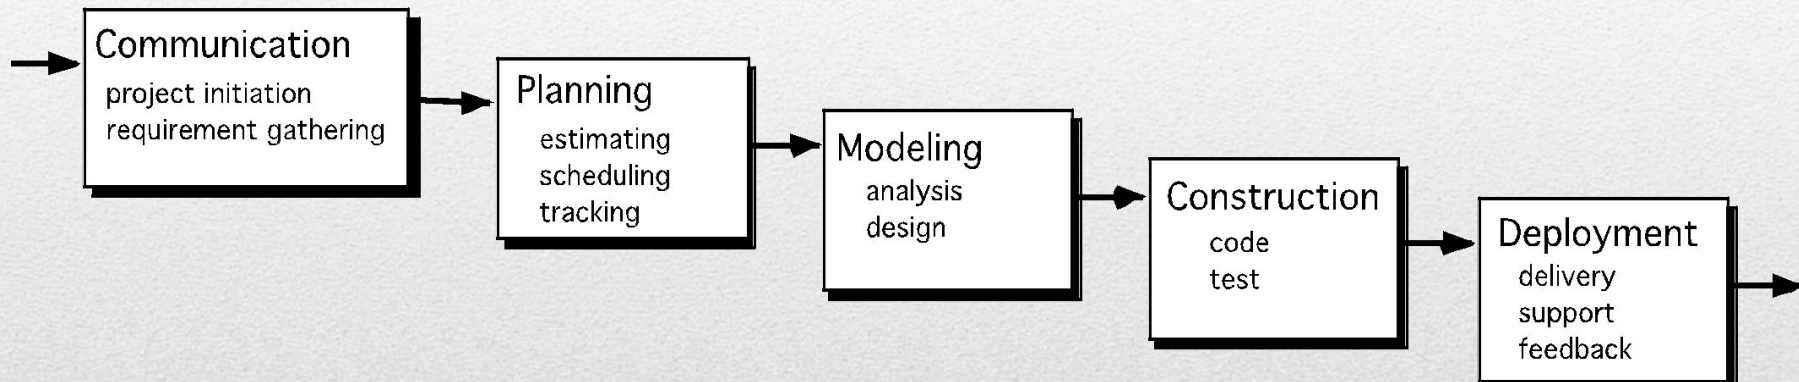 Communication
project initiation
requirement gathering
Planning
estimating
scheduling
tracking
Modeling
analysis
design
Construction
code
test
Deployment
delivery
support
feedback